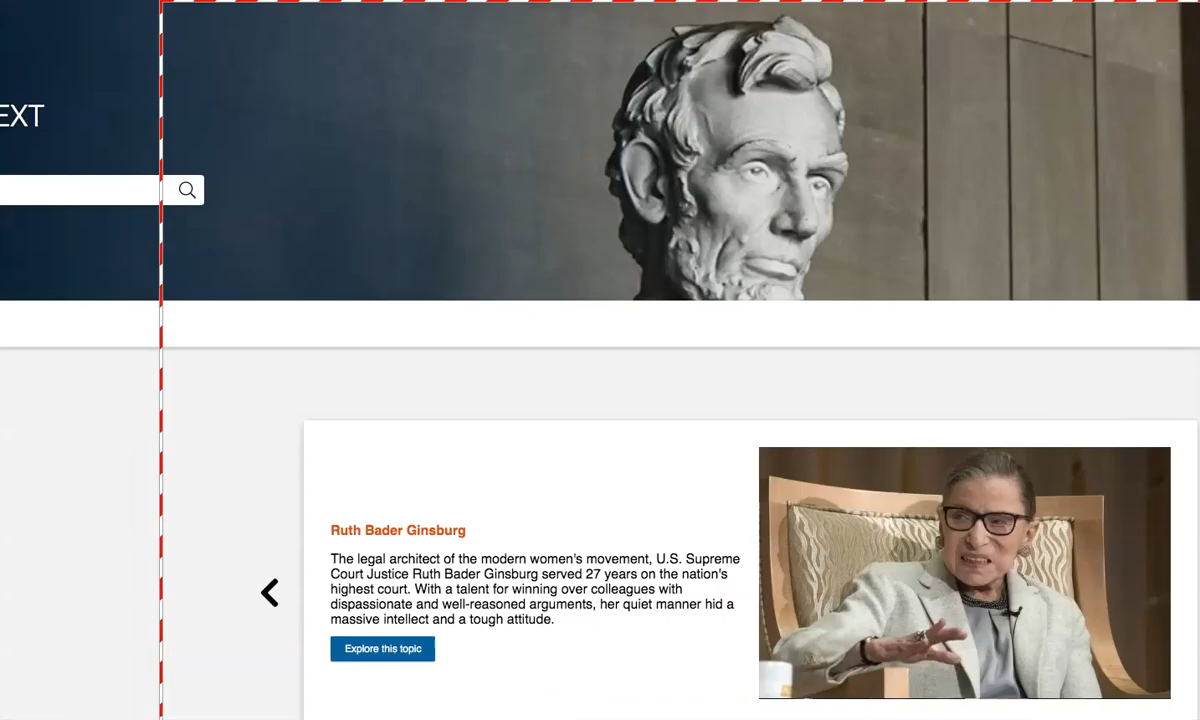 EXT
Ruth Bader Ginsburg
The legal architect of the modern women's movement, U.S. Supreme
Court Justice Ruth Bader Ginsburg served 27 years on the nation's
highest court. With a talent for winning over colleagues with
dispassionate and well-reasoned arguments, her quiet manner hid a
massive intellect and a tough attitude.
Explore this topic